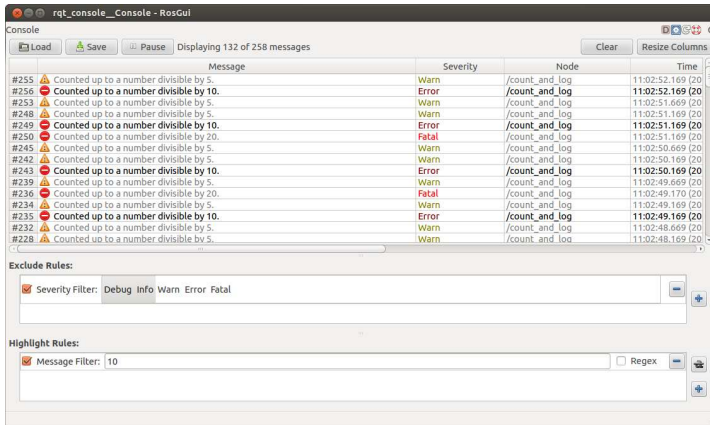 rqt_console__Console - RosGui
Console
Load Save Pause Displaying 132 of 258 messages Clear Resize Columns
Message Severity Node Time
#255 Counted up to a number divisible by 5. Warn /count_and_log 11:02:52.169 (20
#256 Counted up to a number divisible by 10. Error /count_and_log 11:02:52.169 (20
#253 Counted up to a number divisible by 5. Warn /count_and_log 11:02:51.669 (20
#248 Counted up to a number divisible by 5. Warn /count_and_log 11:02:51.169 (20
#249 Counted up to a number divisible by 10. Error /count_and_log 11:02:51.169 (20
#250 Counted up to a number divisible by 20. Fatal /count_and_log 11:02:51.169 (20
#245 Counted up to a number divisible by 5. Warn /count_and_log 11:02:50.669 (20
#242 Counted up to a number divisible by 5. Warn /count_and_log 11:02:50.169 (20
#243 Counted up to a number divisible by 10. Error /count_and_log 11:02:50.169 (20
#239 Counted up to a number divisible by 5. Warn /count_and_log 11:02:49.669 (20
#236 Counted up to a number divisible by 20. Fatal /count_and_log 11:02:49.170 (20
#234 Counted up to a number divisible by 5. Warn /count_and_log 11:02:49.169 (20
#235 Counted up to a number divisible by 10. Error /count_and_log 11:02:49.169 (20
#232 Counted up to a number divisible by 5. Warn /count_and_log 11:02:48.669 (20
#228 Counted up to a number divisible by 5. Warn /count_and_log 11:02:48.169 (20
Exclude Rules:
Severity Filter: Debug Info Warn Error Fatal
Highlight Rules:
Message Filter: 10 Regex